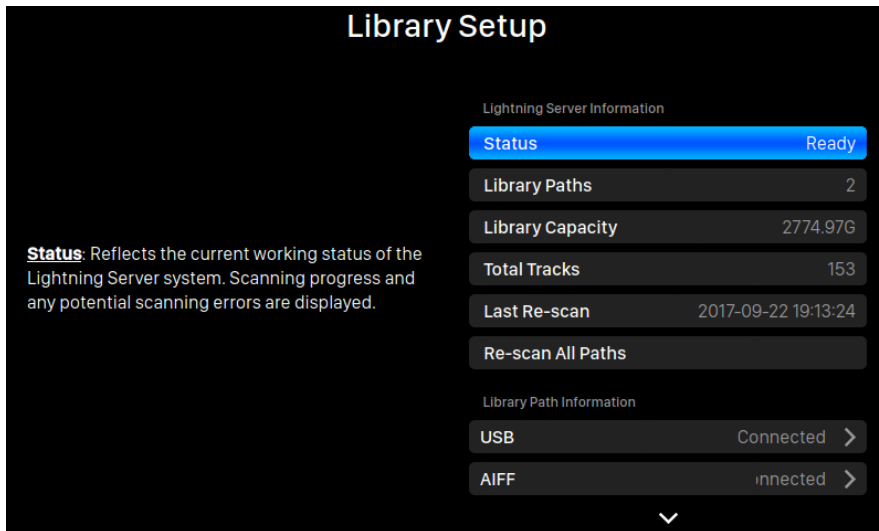 Library Setup
Status: Reflects the current working status of the
Lightning Server system. Scanning progress and
any potential scanning errors are displayed.
Lightning Server Information
Status Ready
Library Paths 2
Library Capacity 2774.97G
Total Tracks 153
Last Re-scan 2017-09-22 19:13:24
Re-scan All Paths
Library Path Information
USB Connected
AIFF